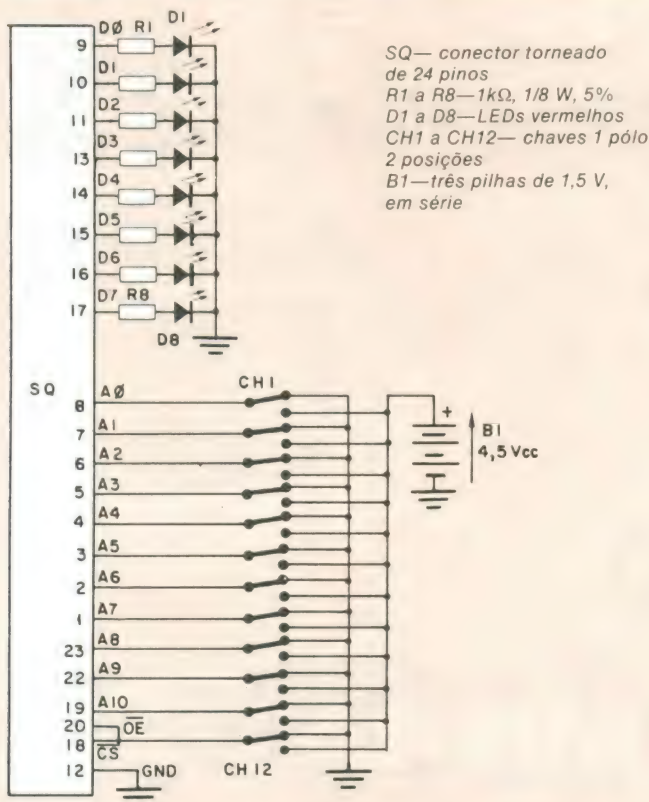 D1
DØ R1
9
D1
10
D2
11
D3
13
D4
14
D5
15
D6
16
D7 R8
17
D8
SQ— conector torneado
de 24 pinos
R1 a R8—1kΩ, 1/8 W, 5%
D1 a D8—LEDs vermelhos
CH1 a CH12— chaves 1 pólo
2 posições
B1—três pilhas de 1,5 V,
em série
SQ
CH1
8 AØ
7 A1
6 A2
5 A3
4 A4
3 A5
2 A6
1 A7
23 A8
22 A9
19 A10
20 OE
18 CS
12 GND
CH12
+
B1
4,5 Vcc